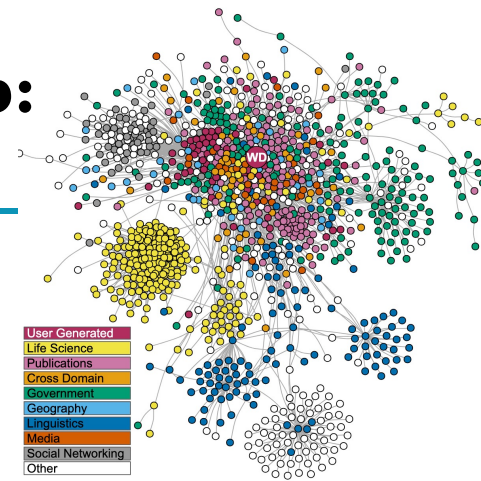 WD
User Generated
Life Science
Publications
Cross Domain
Government
Geography
Linguistics
Media
Social Networking
Other